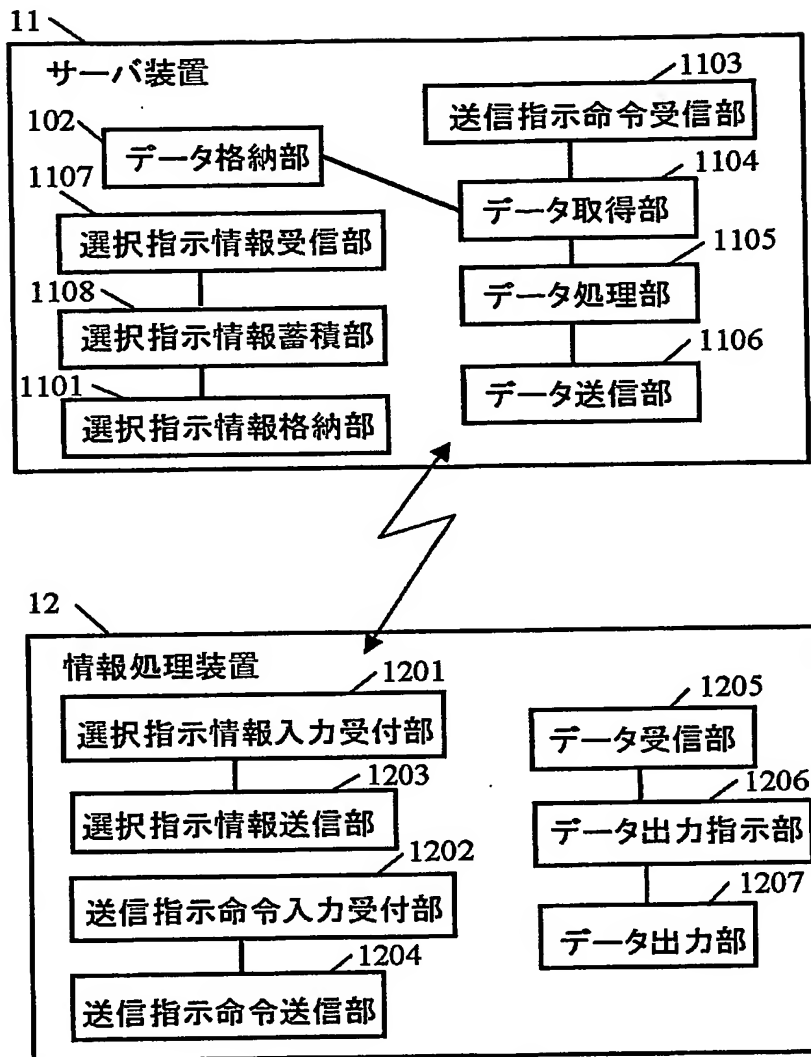 11
サーバ装置
1103
送信指示命令受信部
102
データ格納部
1104
データ取得部
1107
選択指示情報受信部
1105
データ処理部
1108
選択指示情報蓄積部
1106
データ送信部
1101
選択指示情報格納部
12
情報処理装置
1201
選択指示情報入力受付部
1205
データ受信部
1203
選択指示情報送信部
1206
データ出力指示部
1202
送信指示命令入力受付部
1207
データ出力部
1204
送信指示命令送信部